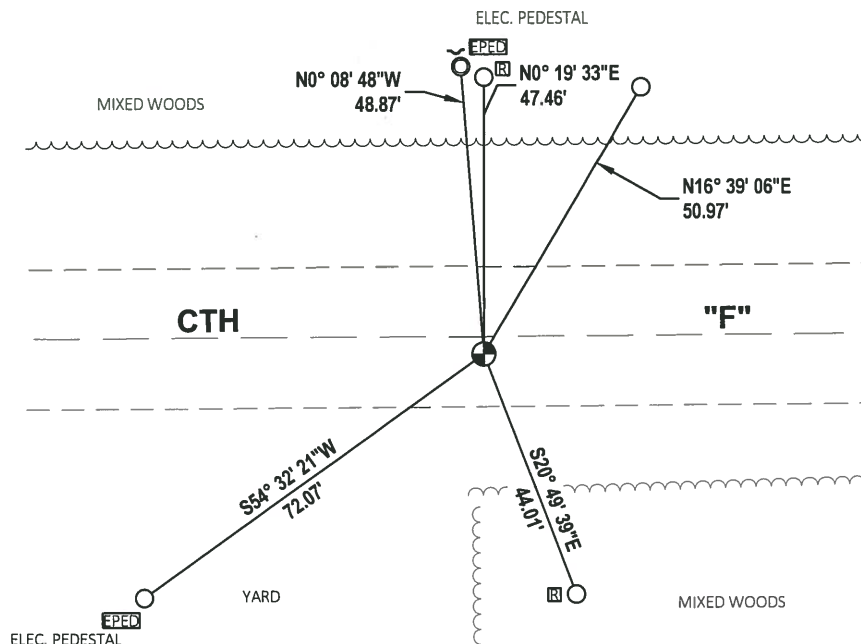 ELEC. PEDESTAL
EPED
R
N0° 08' 48"W
48.87'
N0° 19' 33"E
47.46'
MIXED WOODS
N16° 39' 06"E
50.97'
CTH
"F"
S54° 32' 21"W
72.07'
S20° 49' 39"E
44.01'
R
YARD
MIXED WOODS
EPED
ELEC. PEDESTAL